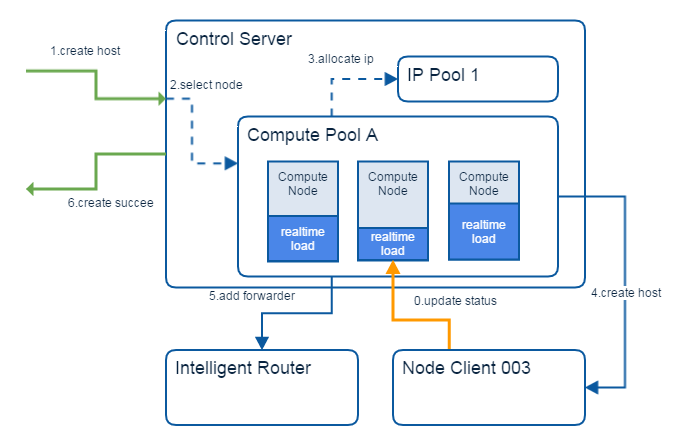 Control Server
1.create host
3.allocate ip
IP Pool 1
2.select node
Compute Pool A
Compute
Node
Compute
Node
Compute
Node
realtime
load
realtime
load
realtime
load
6.create succee
5.add forwarder
0.update status
4.create host
Intelligent Router
Node Client 003